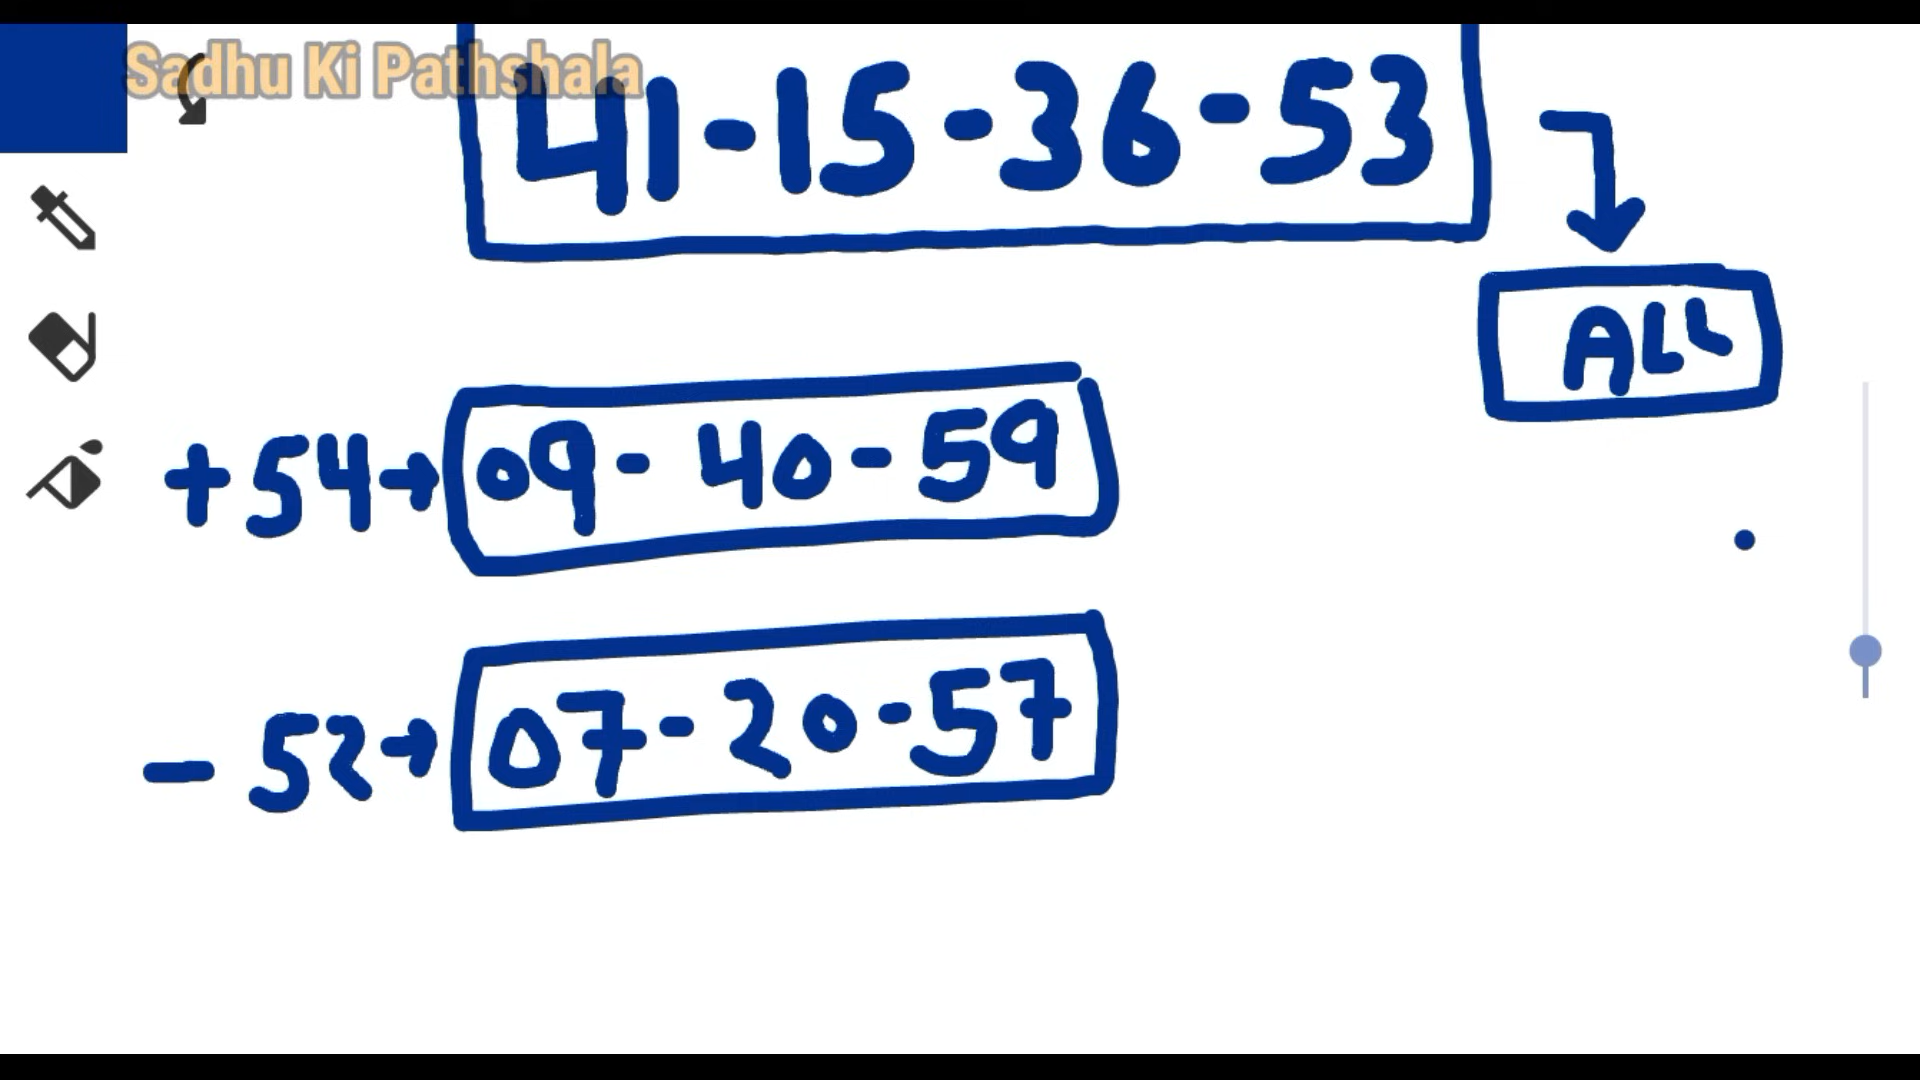 Sadhu Ki Pathshala
41-15-36-53
ALL
+54→ 09-40-59
-52→ 07-20-57